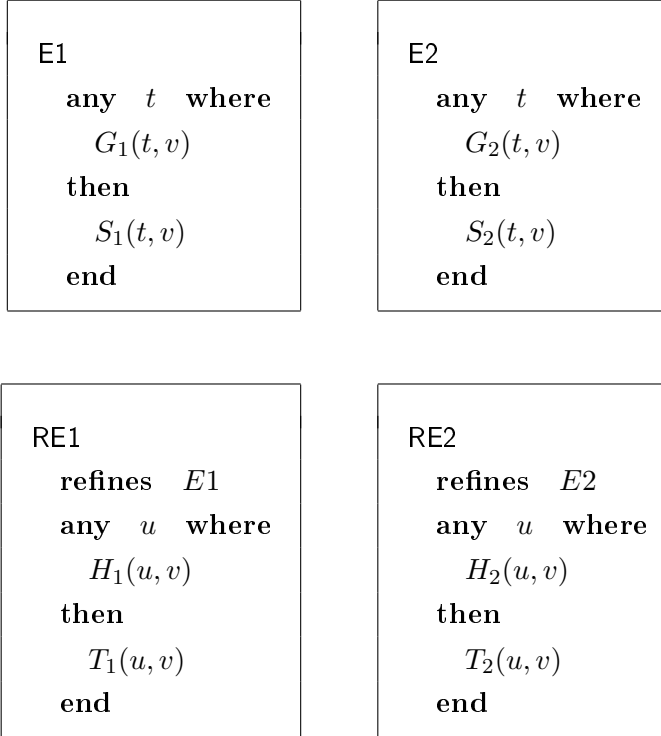 E1
any t where
G₁(t, v)
then
S₁(t, v)
end
E2
any t where
G₂(t, v)
then
S₂(t, v)
end
RE1
refines E1
any u where
H₁(u, v)
then
T₁(u, v)
end
RE2
refines E2
any u where
H₂(u, v)
then
T₂(u, v)
end